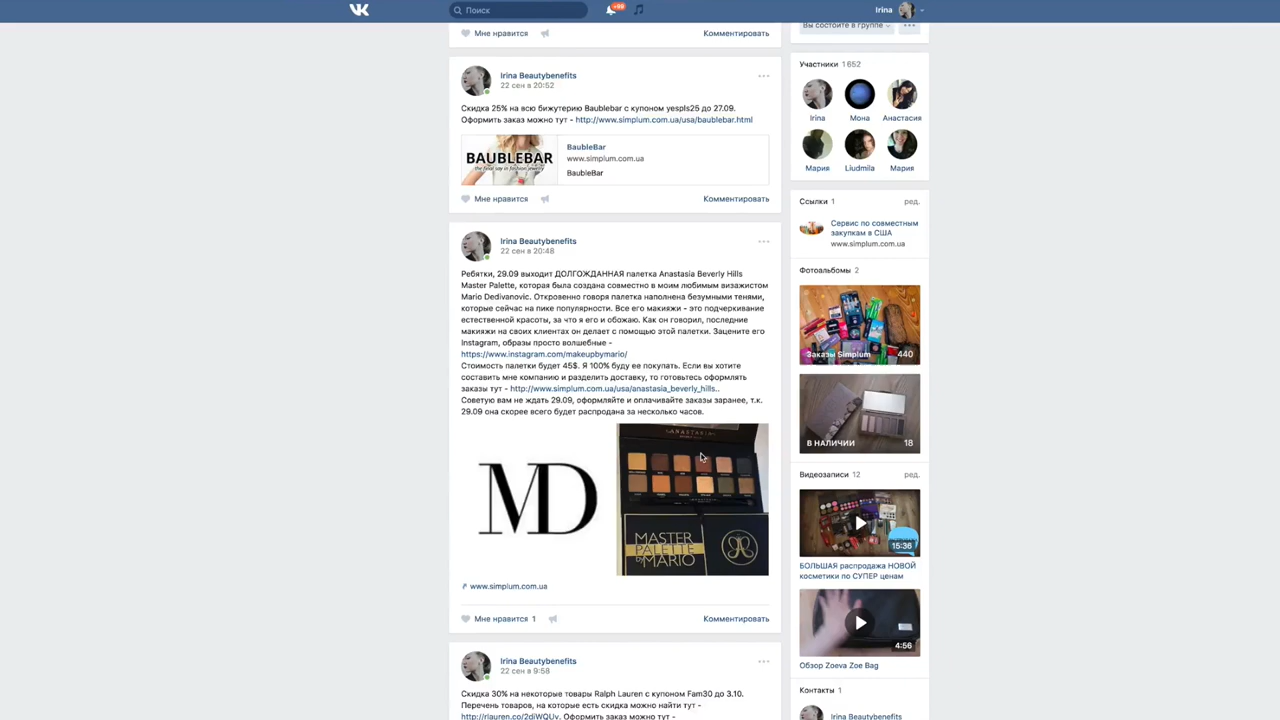 Поиск
+99
Irina
Мне нравится
Комментировать
Irina Beautybenefits
22 сен в 20:52
Скидка 25% на всю бижутерию Baublebar с купоном yespls25 до 27.09.
Оформить заказ можно тут - http://www.simplum.com.ua/usa/baublebar.html
BAUBLEBAR
the final say in fashion jewelry
BaubleBar
www.simplum.com.ua
BaubleBar
Мне нравится
Комментировать
Irina Beautybenefits
22 сен в 20:48
Ребятки, 29.09 выходит ДОЛГОЖДАННАЯ палетка Anastasia Beverly Hills
Master Palette, которая была создана совместно в моим любимым визажистом
Mario Dedivanovic. Откровенно говоря палетка наполнена безумными тенями,
которые сейчас на пике популярности. Все его макияжи - это подчеркивание
естественной красоты, за что я его и обожаю. Как он говорил, последние
макияжи на своих клиентах он делает с помощью этой палетки. Зацените его
Instagram, образы просто волшебные -
https://www.instagram.com/makeupbymario/
Стоимость палетки будет 45$. Я 100% буду ее покупать. Если вы хотите
составить мне компанию и разделить доставку, то готовьтесь оформлять
заказы тут - http://www.simplum.com.ua/usa/anastasia_beverly_hills..
Советую вам не ждать 29.09, оформляйте и оплачивайте заказы заранее, т.к.
29.09 она скорее всего будет распродана за несколько часов.
MD
ANASTASIA
MASTER
PALETTE
by MARIO
www.simplum.com.ua
Мне нравится 1
Комментировать
Irina Beautybenefits
22 сен в 9:58
Скидка 30% на некоторые товары Ralph Lauren с купоном Fam30 до 3.10.
Перечень товаров, на которые есть скидка можно найти тут -
http://rlauren.co/2diWQUv. Оформить заказ можно тут -
Вы состоите в группе
Участники 1 652
Irina
Мона
Анастасия
Мария
Liudmila
Мария
Ссылки 1
ред.
Сервис по совместным
закупкам в США
www.simplum.com.ua
Фотоальбомы 2
Заказы Simplum
440
В НАЛИЧИИ
18
Видеозаписи 12
ред.
15:36
БОЛЬШАЯ распродажа НОВОЙ
косметики по СУПЕР ценам
4:56
Обзор Zoeva Zoe Bag
Контакты 1
Irina Beautybenefits